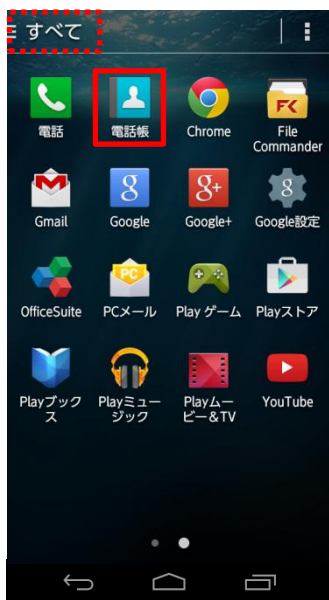 すべて
電話
電話帳
Chrome
File
Commander
Gmail
Google
Google+
Google設定
OfficeSuite
PCメール
Play ゲーム
Playストア
Playブック
ス
Playミュー
ジック
Playムー
ビー&TV
YouTube